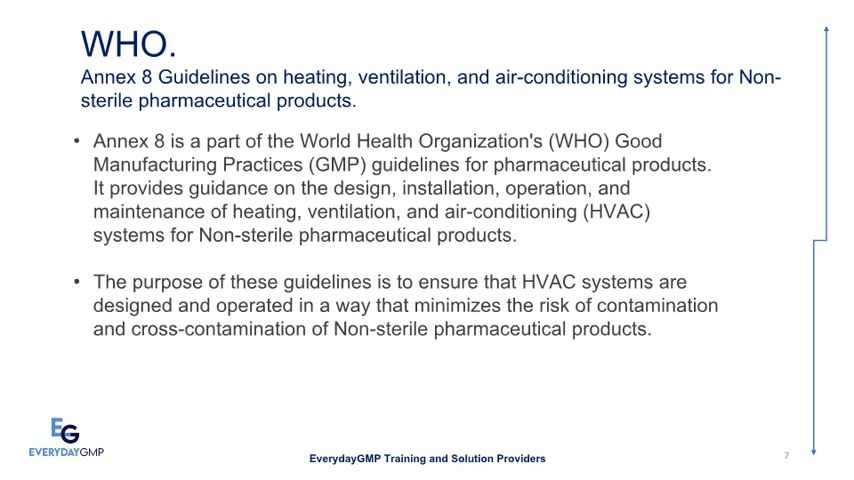 WHO.
Annex 8 Guidelines on heating, ventilation, and air-conditioning systems for Non-
sterile pharmaceutical products.
• Annex 8 is a part of the World Health Organization's (WHO) Good
Manufacturing Practices (GMP) guidelines for pharmaceutical products.
It provides guidance on the design, installation, operation, and
maintenance of heating, ventilation, and air-conditioning (HVAC)
systems for Non-sterile pharmaceutical products.
• The purpose of these guidelines is to ensure that HVAC systems are
designed and operated in a way that minimizes the risk of contamination
and cross-contamination of Non-sterile pharmaceutical products.
EG
EVERYDAYGMP
EverydayGMP Training and Solution Providers
7